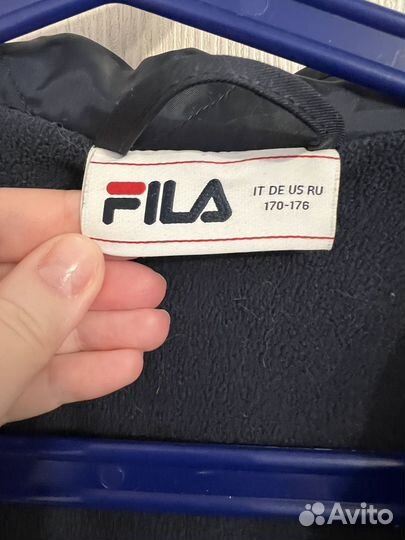 FILA
IT DE US RU
170-176
Avito